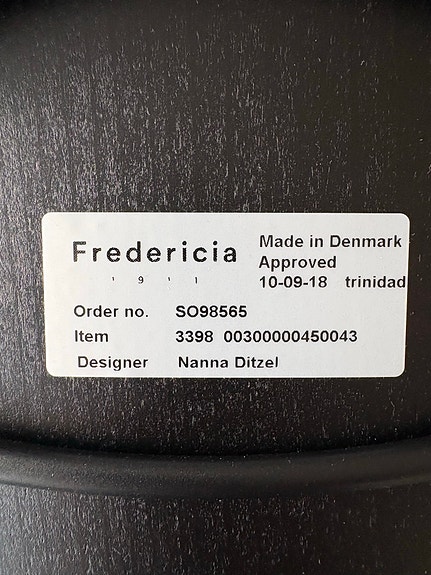 Fredericia
1 9 1 1
Made in Denmark
Approved
10-09-18 trinidad
Order no. SO98565
Item 3398 00300000450043
Designer Nanna Ditzel